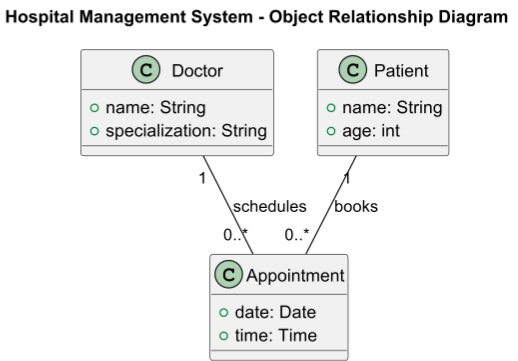 Hospital Management System - Object Relationship Diagram
C Doctor
name: String
specialization: String
C Patient
name: String
age: int
1
1
schedules
books
0..*
0..*
C Appointment
date: Date
time: Time